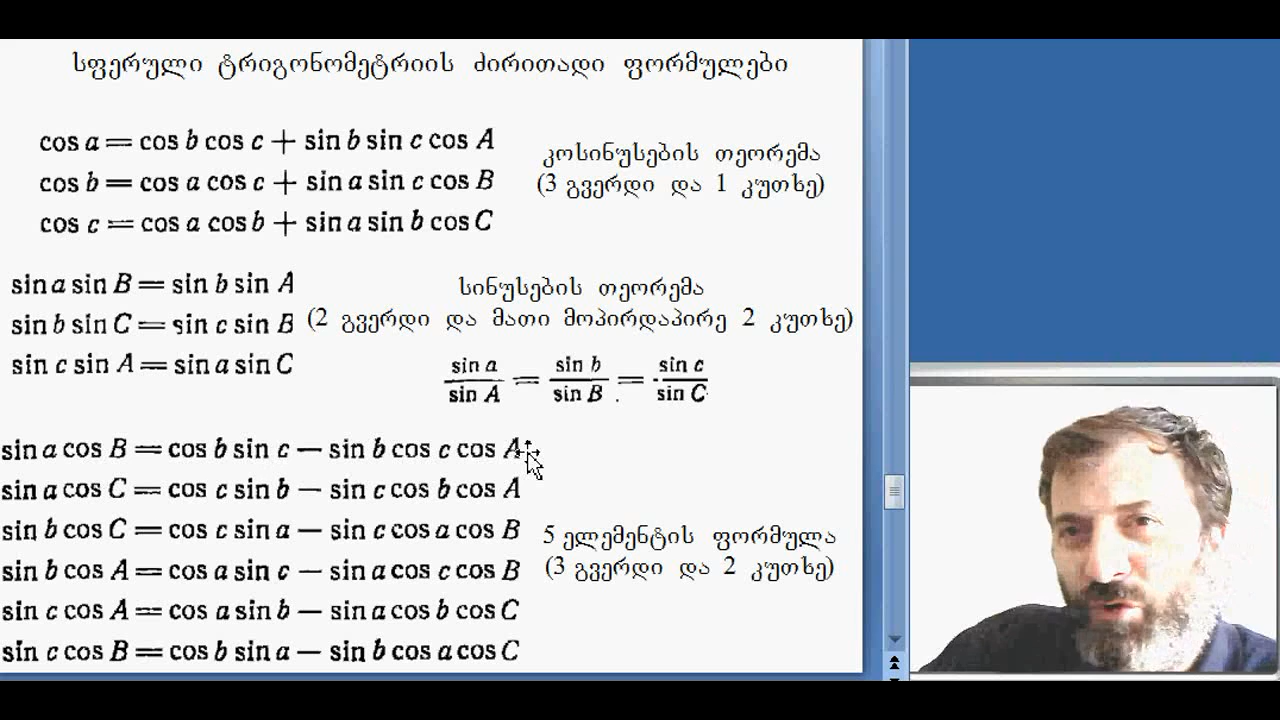 სფერული ტრიგონომეტრიის ძირითადი ფორმულები
cos a = cos b cos c + sin b sin c cos A
cos b = cos a cos c + sin a sin c cos B
cos c = cos a cos b + sin a sin b cos C
კოსინუსების თეორემა
(3 გვერდი და 1 კუთხე)
sin a sin B = sin b sin A
sin b sin C = sin c sin B
sin c sin A = sin a sin C
სინუსების თეორემა
(2 გვერდი და მათი მოპირდაპირე 2 კუთხე)
sin a / sin A = sin b / sin B = sin c / sin C
sin a cos B = cos b sin c − sin b cos c cos A
sin a cos C = cos c sin b − sin c cos b cos A
sin b cos C = cos c sin a − sin c cos a cos B
sin b cos A = cos a sin c − sin a cos c cos B
sin c cos A = cos a sin b − sin a cos b cos C
sin c cos B = cos b sin a − sin b cos a cos C
5 ელემენტის ფორმულა
(3 გვერდი და 2 კუთხე)